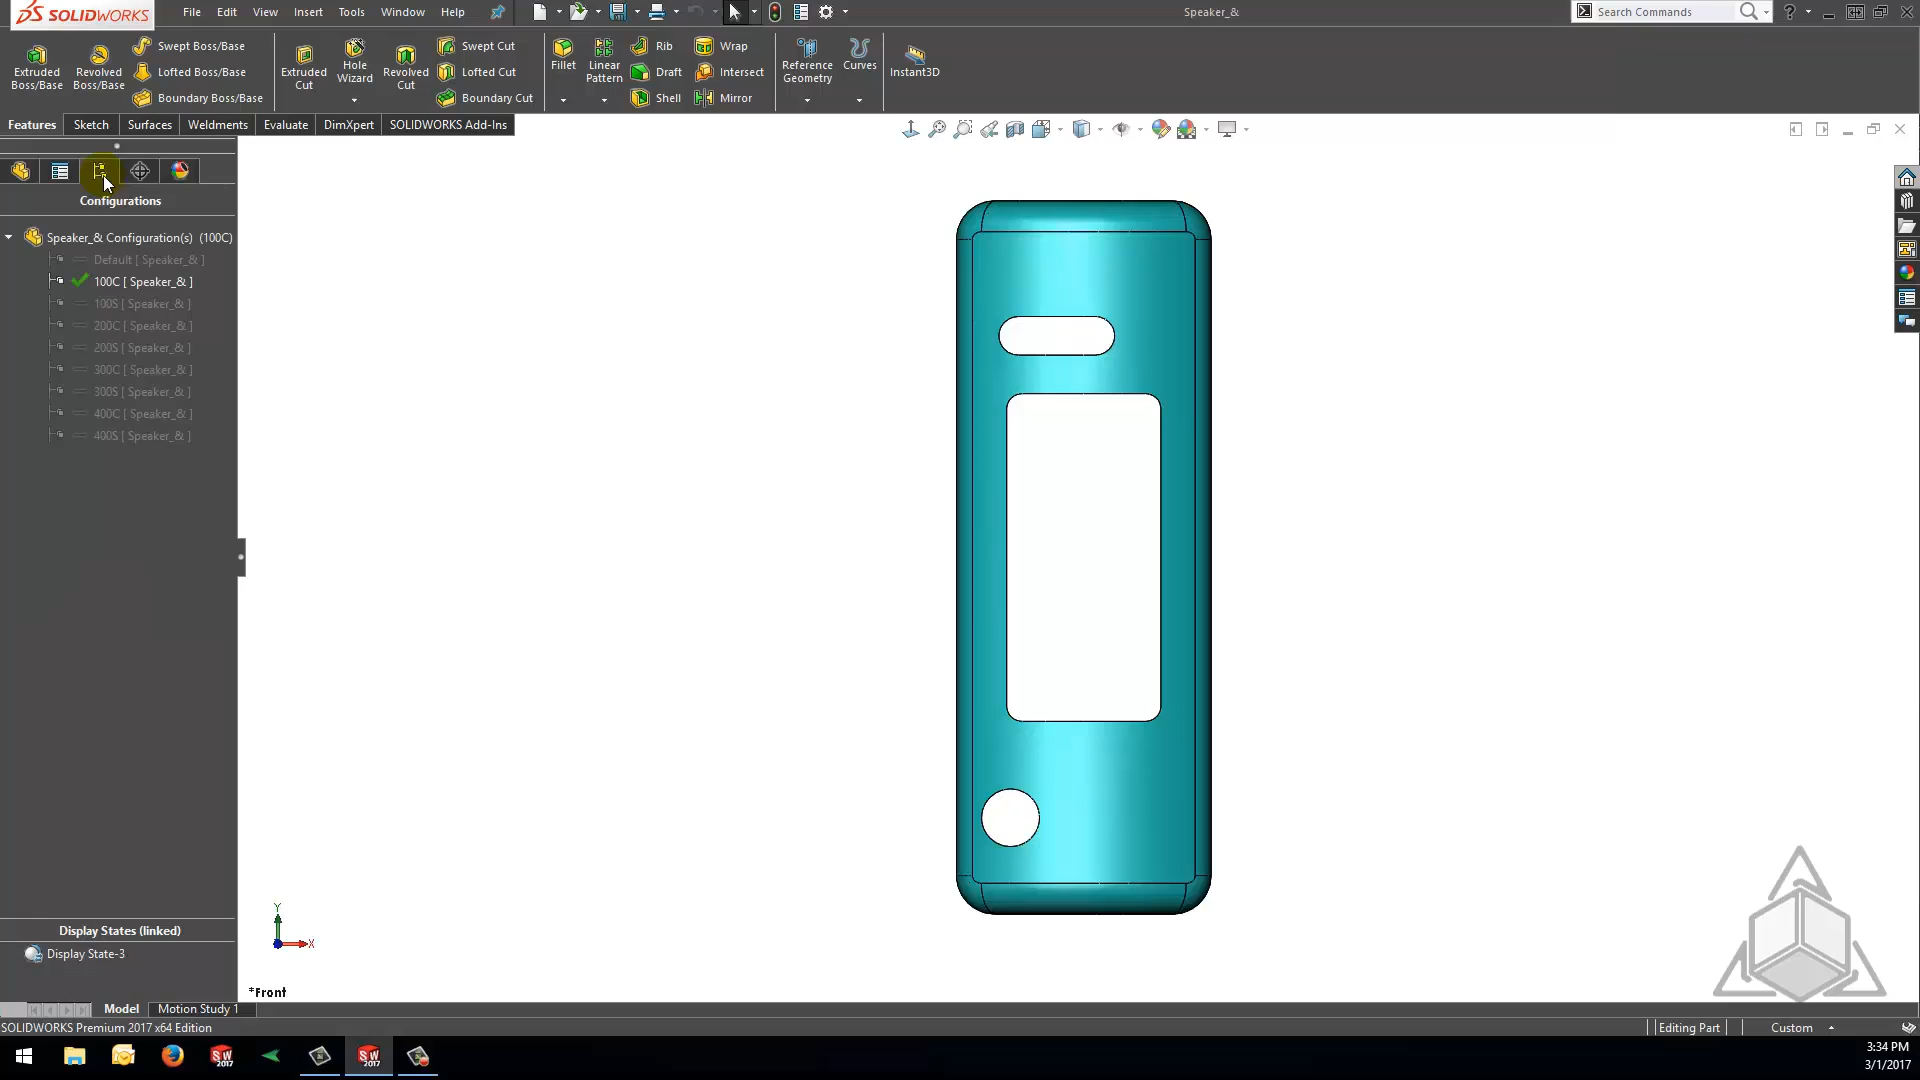 SOLIDWORKS
File Edit View Insert Tools Window Help
Speaker_&
Search Commands
Extruded Boss/Base
Revolved Boss/Base
Swept Boss/Base
Lofted Boss/Base
Boundary Boss/Base
Extruded Cut
Hole Wizard
Revolved Cut
Swept Cut
Lofted Cut
Boundary Cut
Fillet
Linear Pattern
Rib
Draft
Shell
Wrap
Intersect
Mirror
Reference Geometry
Curves
Instant3D
Features Sketch Surfaces Weldments Evaluate DimXpert SOLIDWORKS Add-Ins
Configurations
Speaker_& Configuration(s) (100C)
Default [ Speaker_& ]
100C [ Speaker_& ]
100S [ Speaker_& ]
200C [ Speaker_& ]
200S [ Speaker_& ]
300C [ Speaker_& ]
300S [ Speaker_& ]
400C [ Speaker_& ]
400S [ Speaker_& ]
Y
X
Display States (linked)
Display State-3
*Front
Model Motion Study 1
SOLIDWORKS Premium 2017 x64 Edition
Editing Part
Custom
SW 2017
SW 2017
3:34 PM
3/1/2017